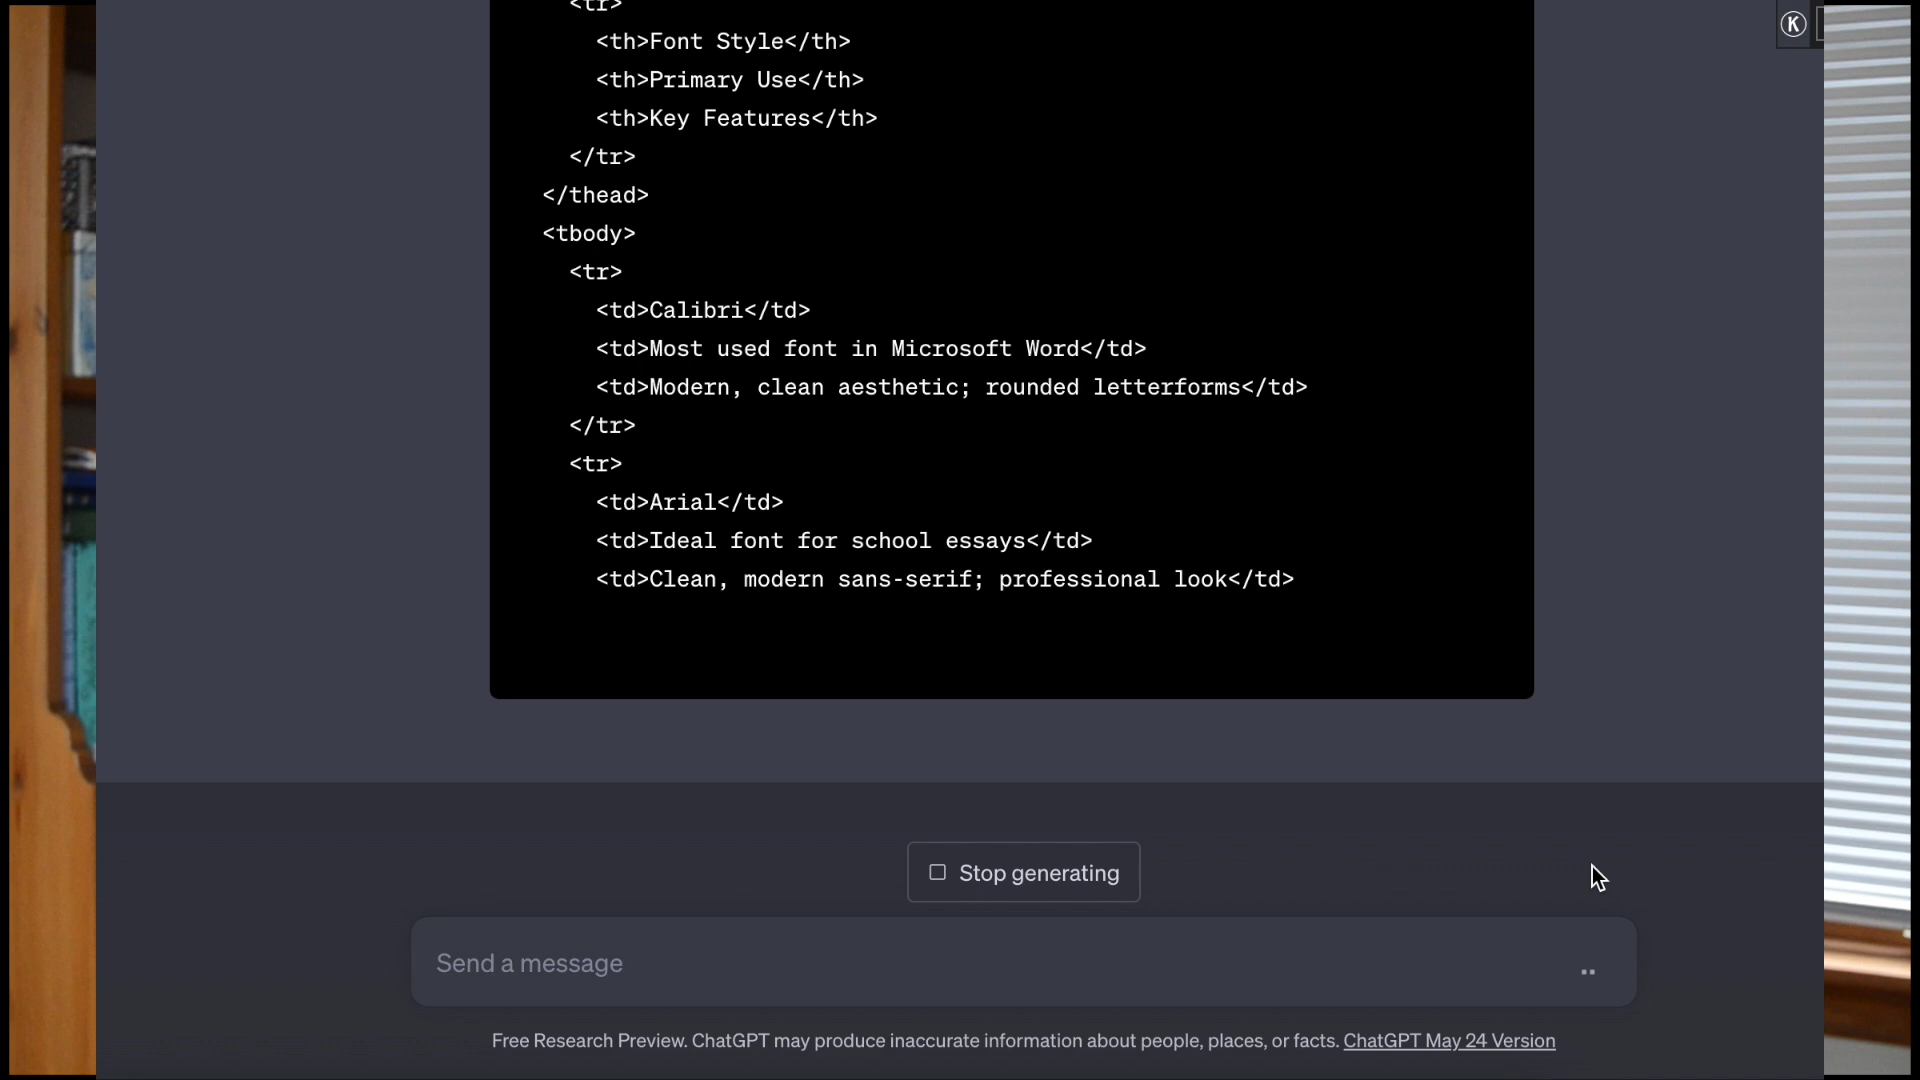 <tr>
<th>Font Style</th>
<th>Primary Use</th>
<th>Key Features</th>
</tr>
</thead>
<tbody>
<tr>
<td>Calibri</td>
<td>Most used font in Microsoft Word</td>
<td>Modern, clean aesthetic; rounded letterforms</td>
</tr>
<tr>
<td>Arial</td>
<td>Ideal font for school essays</td>
<td>Clean, modern sans-serif; professional look</td>
K
Stop generating
Send a message
Free Research Preview. ChatGPT may produce inaccurate information about people, places, or facts. ChatGPT May 24 Version